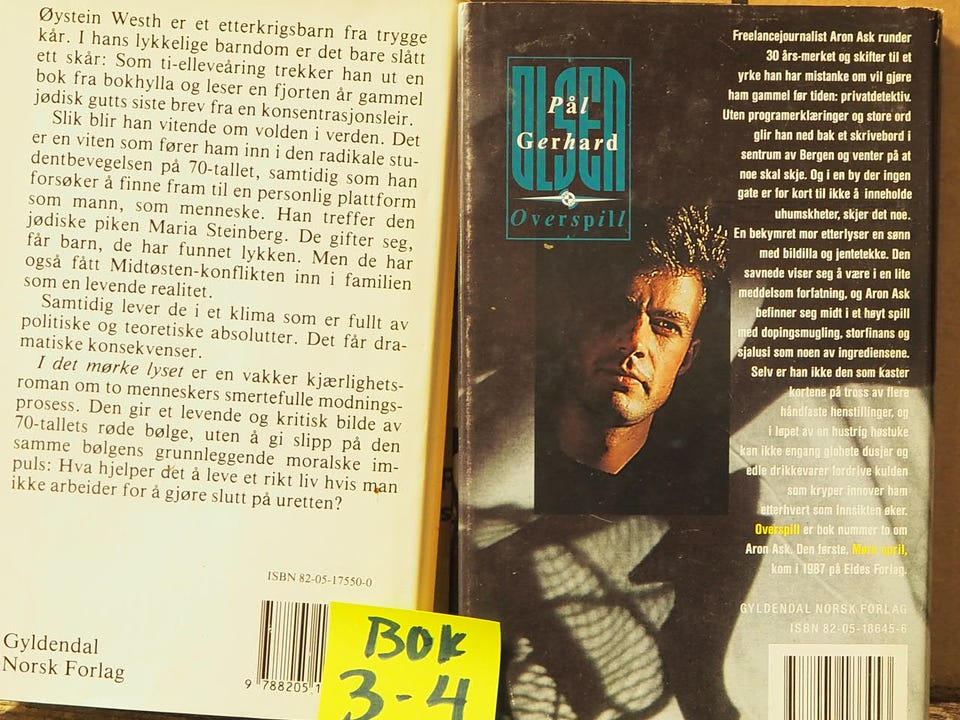 Øystein Westh er et etterkrigsbarn fra trygge
kår. I hans lykkelige barndom er det bare slått
ett skår: Som ti-elleveåring trekker han ut en
bok fra bokhylla og leser en fjorten år gammel
jødisk gutts siste brev fra en konsentrasjonsleir.
Slik blir han vitende om volden i verden. Det
er en viten som fører ham inn i den radikale stu-
dentbevegelsen på 70-tallet, samtidig som han
forsøker å finne fram til en personlig plattform
som mann, som menneske. Han treffer den
jødiske piken Maria Steinberg. De gifter seg,
får barn, de har funnet lykken. Men de har
også fått Midtøsten-konflikten inn i familien
som en levende realitet.
Samtidig lever de i et klima som er fullt av
politiske og teoretiske absolutter. Det får dra-
matiske konsekvenser.
I det mørke lyset er en vakker kjærlighets-
roman om to menneskers smertefulle modnings-
prosess. Den gir et levende og kritisk bilde av
70-tallets røde bølge, uten å gi slipp på den
samme bølgens grunnleggende moralske im-
puls: Hva hjelper det å leve et rikt liv hvis man
ikke arbeider for å gjøre slutt på uretten?
ISBN 82-05-17550-0
Gyldendal
Norsk Forlag
9 788205 1
BOK
3-4
OLSEN
Pål
Gerhard
Overspill
Freelancejournalist Aron Ask runder
30 års-merket og skifter til et
yrke han har mistanke om vil gjøre
ham gammel før tiden: privatdetektiv.
Uten programerklæringer og store ord
glir han ned bak et skrivebord i
sentrum av Bergen og venter på at
noe skal skje. Og i en by der ingen
gate er for kort til ikke å inneholde
uhumskheter, skjer det noe.
En bekymret mor etterlyser en sønn
med bildilla og jentetekke. Den
savnede viser seg å være i en lite
meddelsom forfatning, og Aron Ask
befinner seg midt i et høyt spill
med dopingsmugling, storfinans og
sjalusi som noen av ingrediensene.
Selv er han ikke den som kaster
kortene på tross av flere
håndfaste henstillinger, og
i løpet av en hustrig høstuke
kan ikke engang glohete dusjer og
edle drikkevarer fordrive kulden
som kryper innover ham
etterhvert som innsikten øker.
Overspill er bok nummer to om
Aron Ask. Den første, Mørk april,
kom i 1987 på Eides Forlag.
GYLDENDAL NORSK FORLAG
ISBN 82-05-18645-6